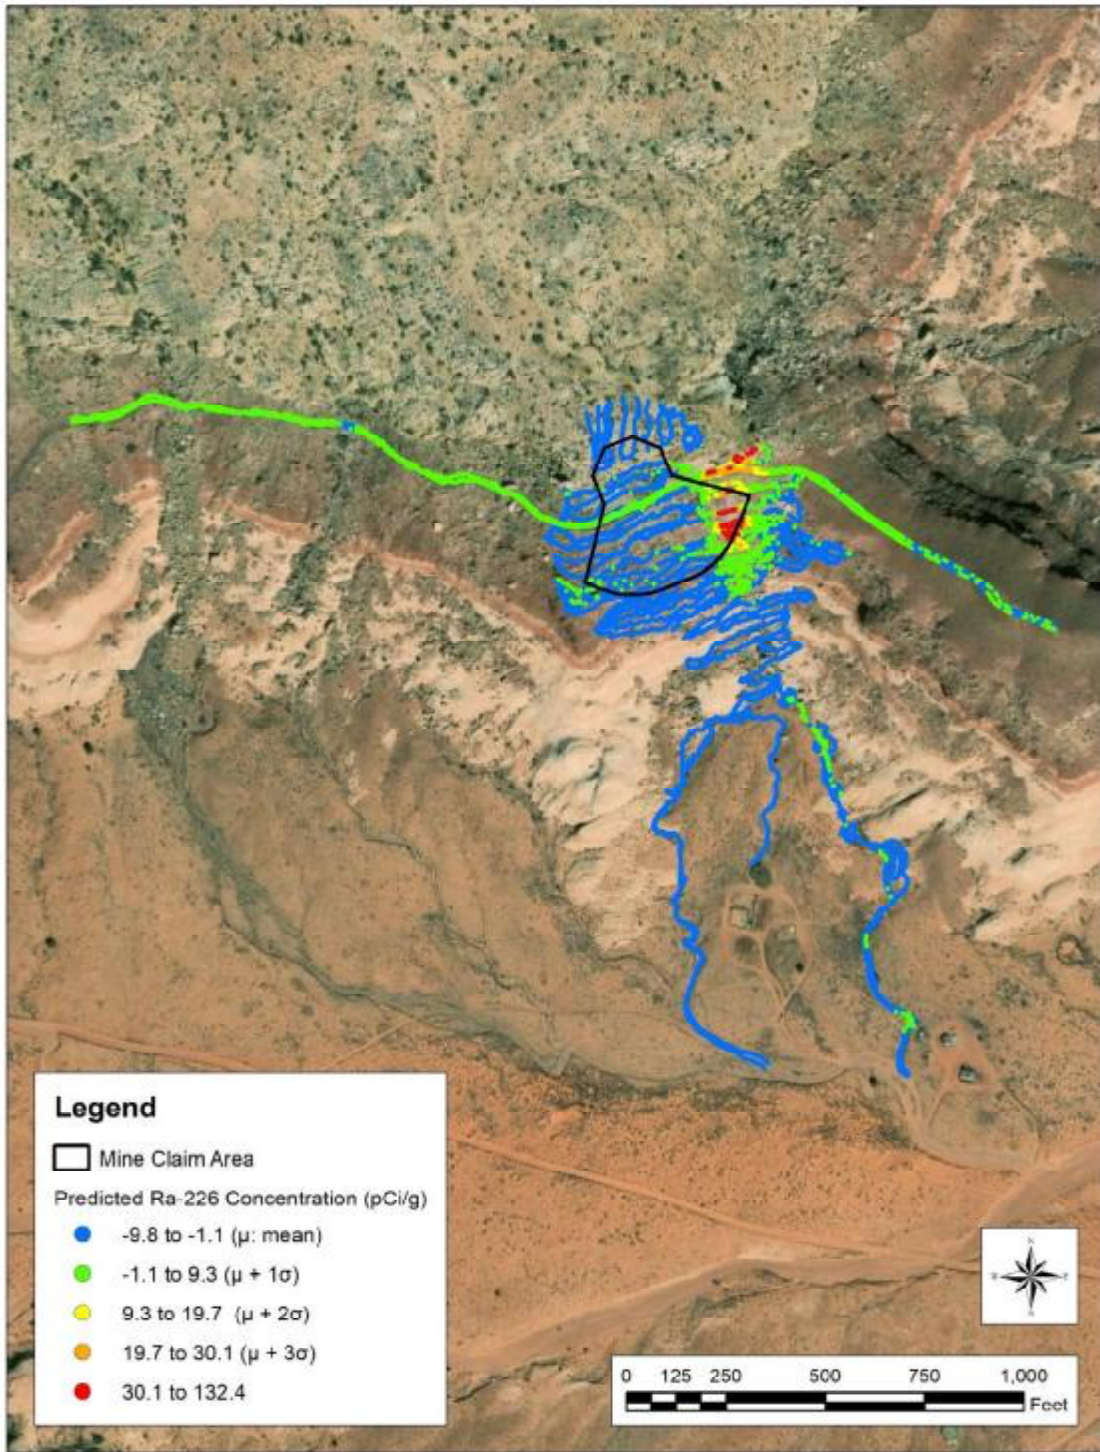 Legend
Mine Claim Area
Predicted Ra-226 Concentration (pCi/g)
-9.8 to -1.1 (μ: mean)
-1.1 to 9.3 (μ + 1σ)
9.3 to 19.7 (μ + 2σ)
19.7 to 30.1 (μ + 3σ)
30.1 to 132.4
N
0 125 250 500 750 1,000
Feet